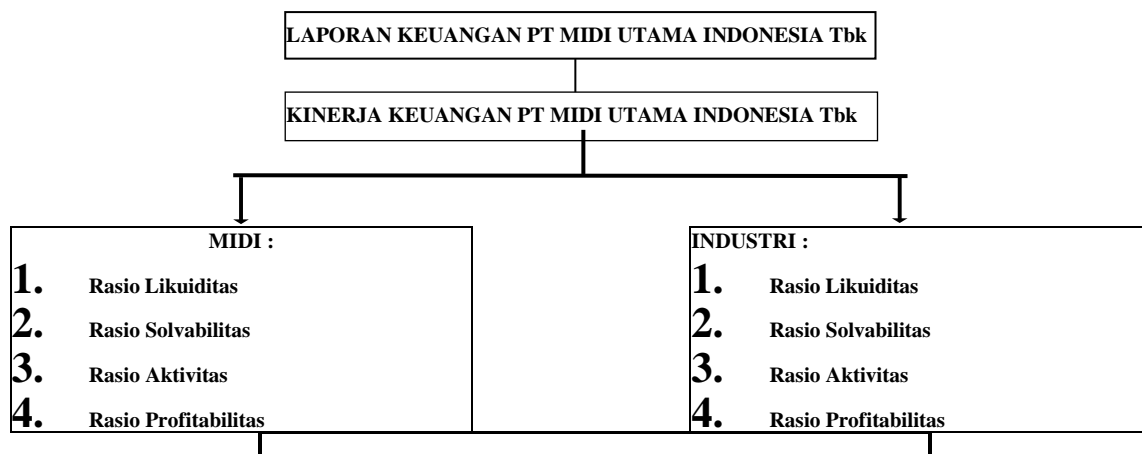 LAPORAN KEUANGAN PT MIDI UTAMA INDONESIA Tbk
KINERJA KEUANGAN PT MIDI UTAMA INDONESIA Tbk
MIDI :
1. Rasio Likuiditas
2. Rasio Solvabilitas
3. Rasio Aktivitas
4. Rasio Profitabilitas
INDUSTRI :
1. Rasio Likuiditas
2. Rasio Solvabilitas
3. Rasio Aktivitas
4. Rasio Profitabilitas